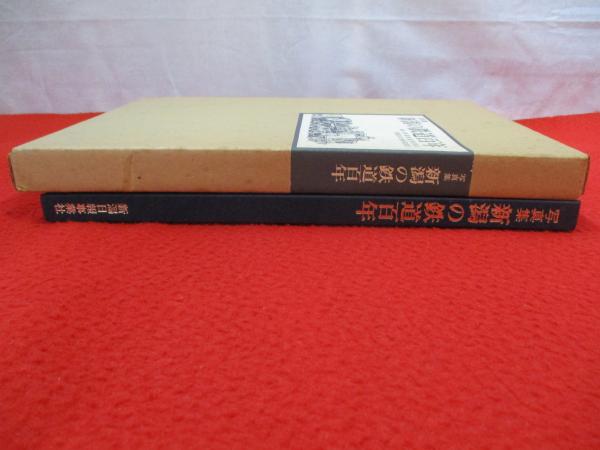 写真集 新潟の鉄道百年
写真集 新潟の鉄道百年 新潟日報事業社